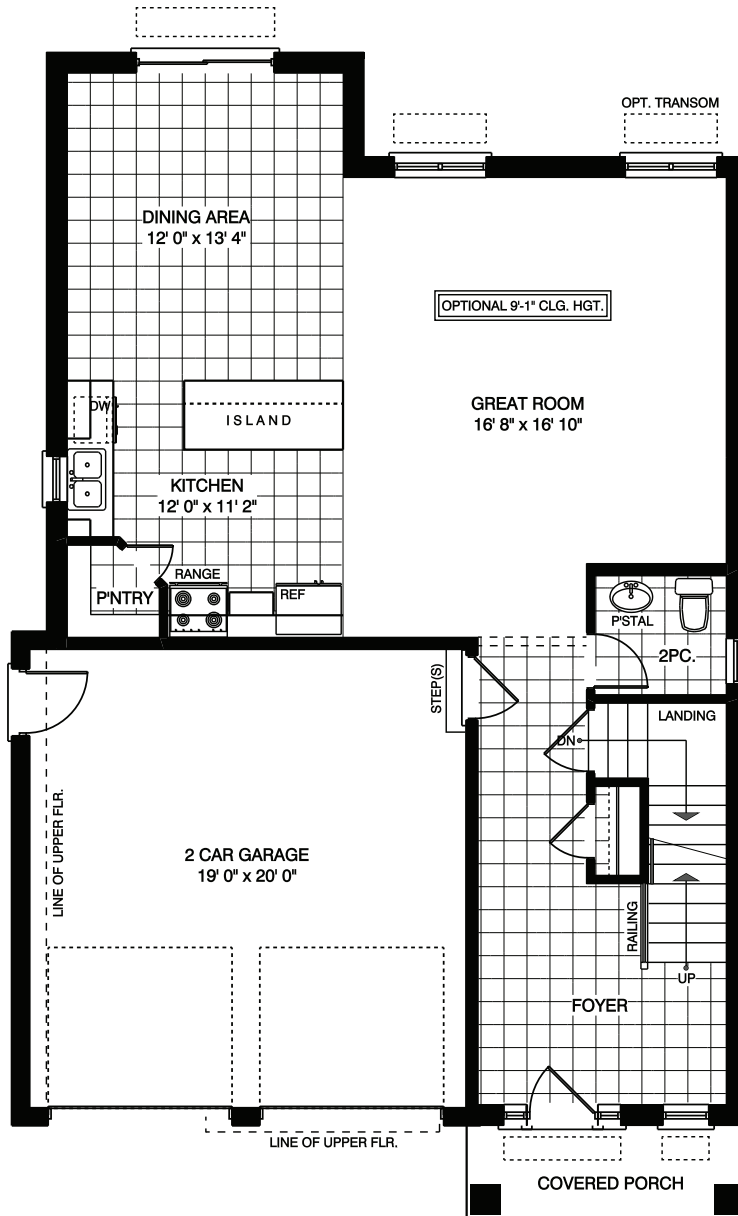 OPT. TRANSOM
DINING AREA
12' 0" x 13' 4"
OPTIONAL 9'-1" CLG. HGT.
DW
ISLAND
GREAT ROOM
16' 8" x 16' 10"
KITCHEN
12' 0" x 11' 2"
RANGE
P'NTRY
REF
P'STAL
2PC.
STEP(S)
LANDING
DN
LINE OF UPPER FLR.
2 CAR GARAGE
19' 0" x 20' 0"
RAILING
UP
FOYER
LINE OF UPPER FLR.
COVERED PORCH